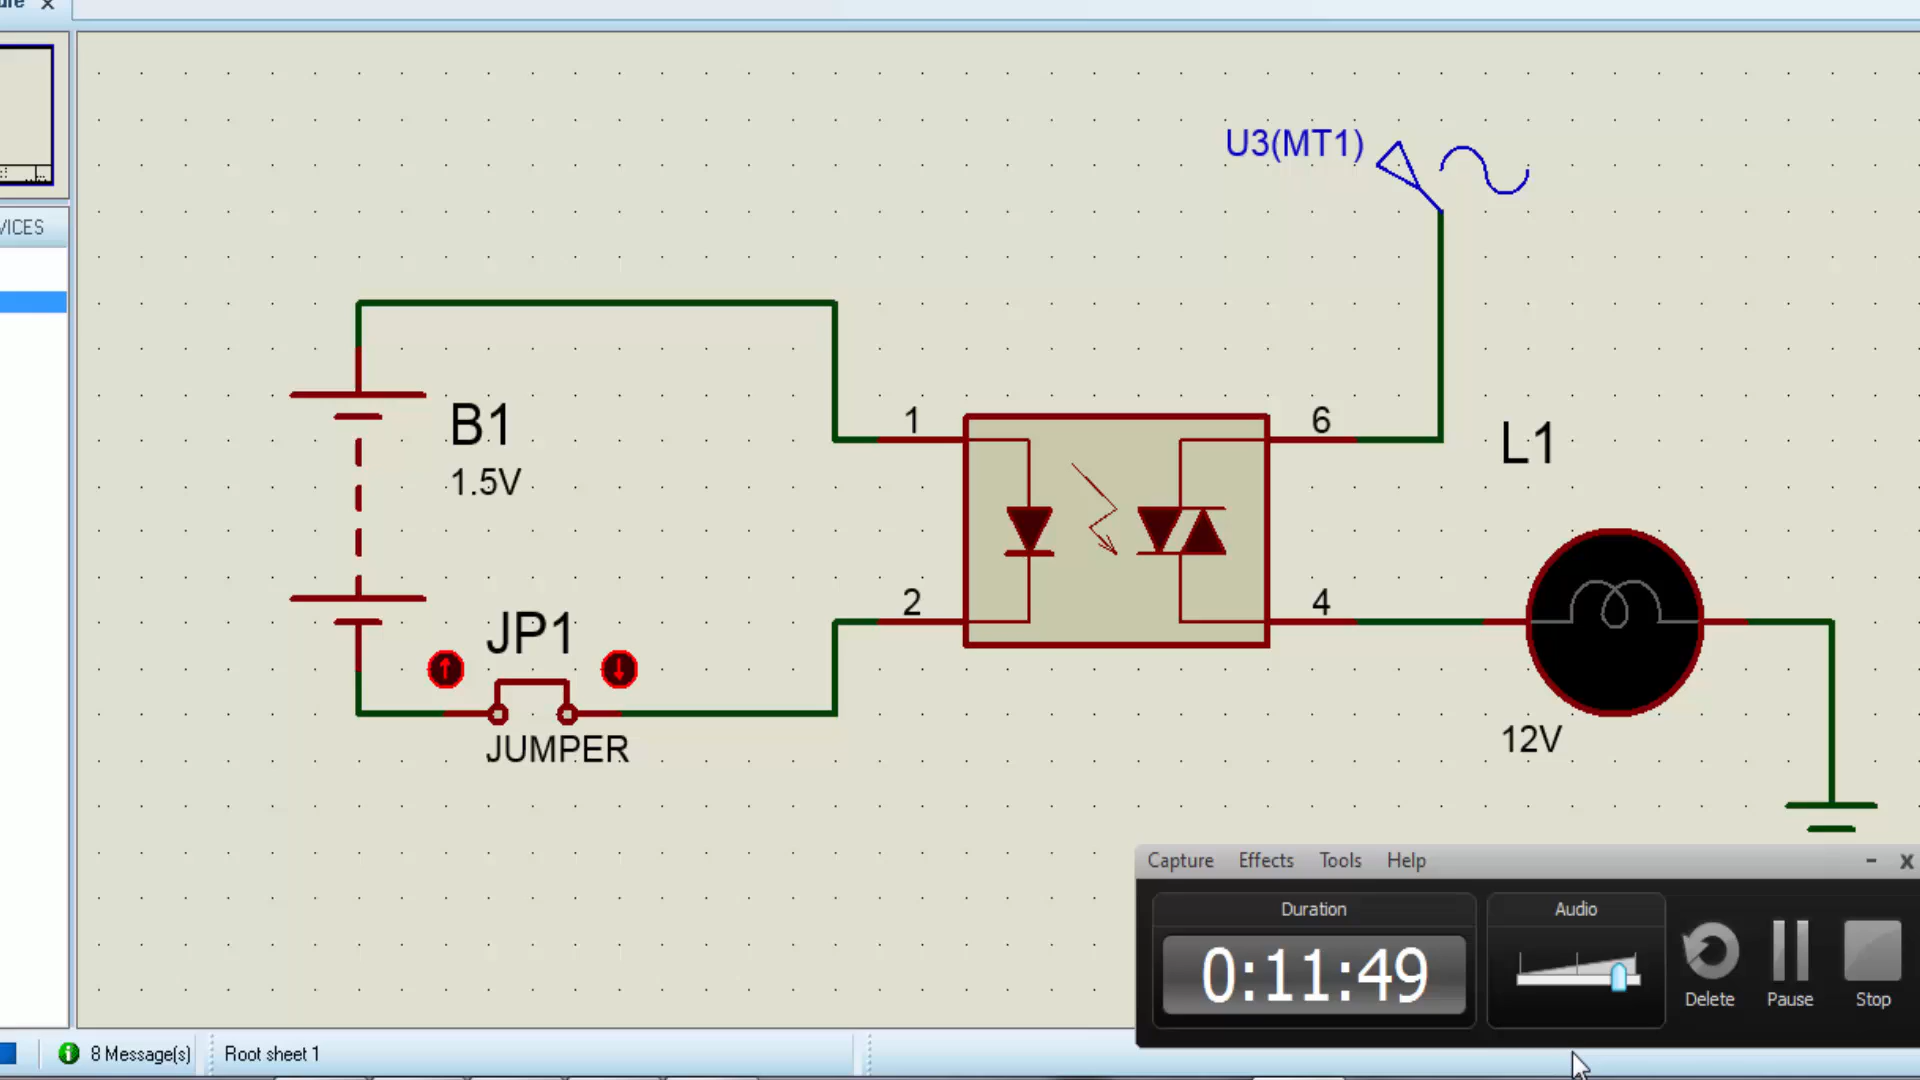 U3(MT1)
VICES
B1
1.5V
1
6
L1
2
4
JP1
JUMPER
12V
Capture Effects Tools Help
Duration
Audio
0:11:49
Delete Pause Stop
8 Message(s)
Root sheet 1